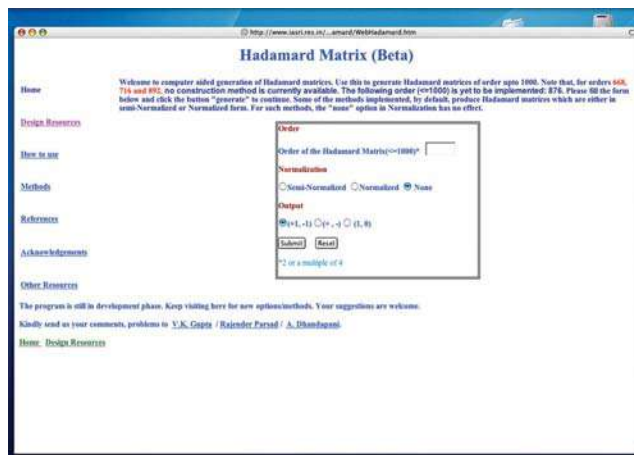 http://www.iasri.res.in/...amard/WebHadamard.htm
Hadamard Matrix (Beta)
Welcome to computer aided generation of Hadamard matrices. Use this to generate Hadamard matrices of order upto 1000. Note that, for orders 668,
716 and 892, no construction method is currently available. The following order (<=1000) is yet to be implemented: 876. Please fill the form
below and click the button "generate" to continue. Some of the methods implemented, by default, produce Hadamard matrices which are either in
semi-Normalized or Normalized form. For such methods, the "none" option in Normalization has no effect.
Home
Design Resources
How to use
Methods
References
Acknowledgements
Other Resources
Order
Order of the Hadamard Matrix(<=1000)*
Normalization
Semi-Normalized Normalized None
Output
(+1, -1) (+ , -) (1, 0)
Submit Reset
*2 or a multiple of 4
The program is still in development phase. Keep visiting here for new options/methods. Your suggestions are welcome.
Kindly send us your comments, problems to V.K. Gupta / Rajender Parsad / A. Dhandapani.
Home Design Resources